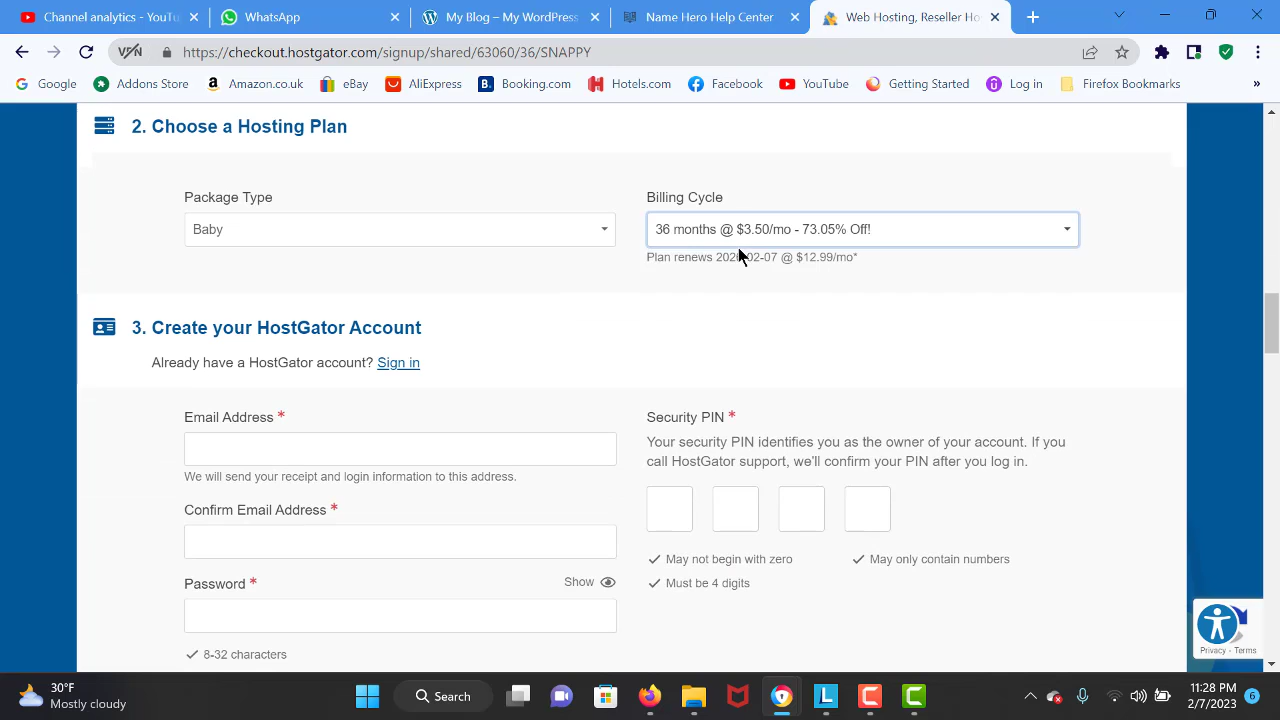 Channel analytics - YouTu
WhatsApp
My Blog – My WordPress
Name Hero Help Center
Web Hosting, Reseller Ho
VPN
https://checkout.hostgator.com/signup/shared/63060/36/SNAPPY
Google
Addons Store
Amazon.co.uk
eBay
AliExpress
Booking.com
Hotels.com
Facebook
YouTube
Getting Started
Log in
Firefox Bookmarks
2. Choose a Hosting Plan
Package Type
Billing Cycle
Baby
36 months @ $3.50/mo - 73.05% Off!
Plan renews 2026-02-07 @ $12.99/mo*
3. Create your HostGator Account
Already have a HostGator account? Sign in
Email Address *
We will send your receipt and login information to this address.
Confirm Email Address *
Password *
Show
8-32 characters
Security PIN *
Your security PIN identifies you as the owner of your account. If you
call HostGator support, we'll confirm your PIN after you log in.
May not begin with zero
May only contain numbers
Must be 4 digits
Privacy - Terms
30°F
Mostly cloudy
Search
11:28 PM
2/7/2023
6